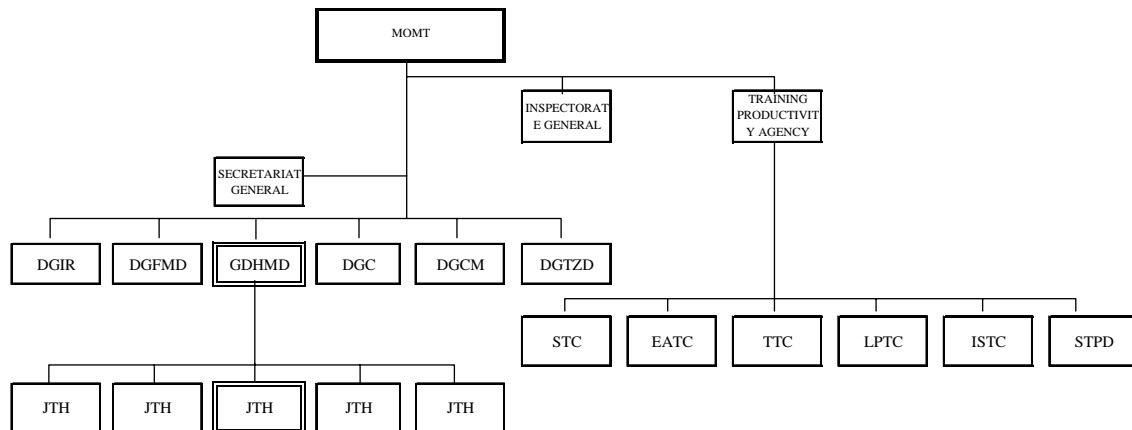 MOMT
INSPECTORAT
E GENERAL
TRAINING
PRODUCTIVIT
Y AGENCY
SECRETARIAT
GENERAL
DGIR
DGFMD
GDHMD
DGC
DGCM
DGTZD
STC
EATC
TTC
LPTC
ISTC
STPD
JTH
JTH
JTH
JTH
JTH